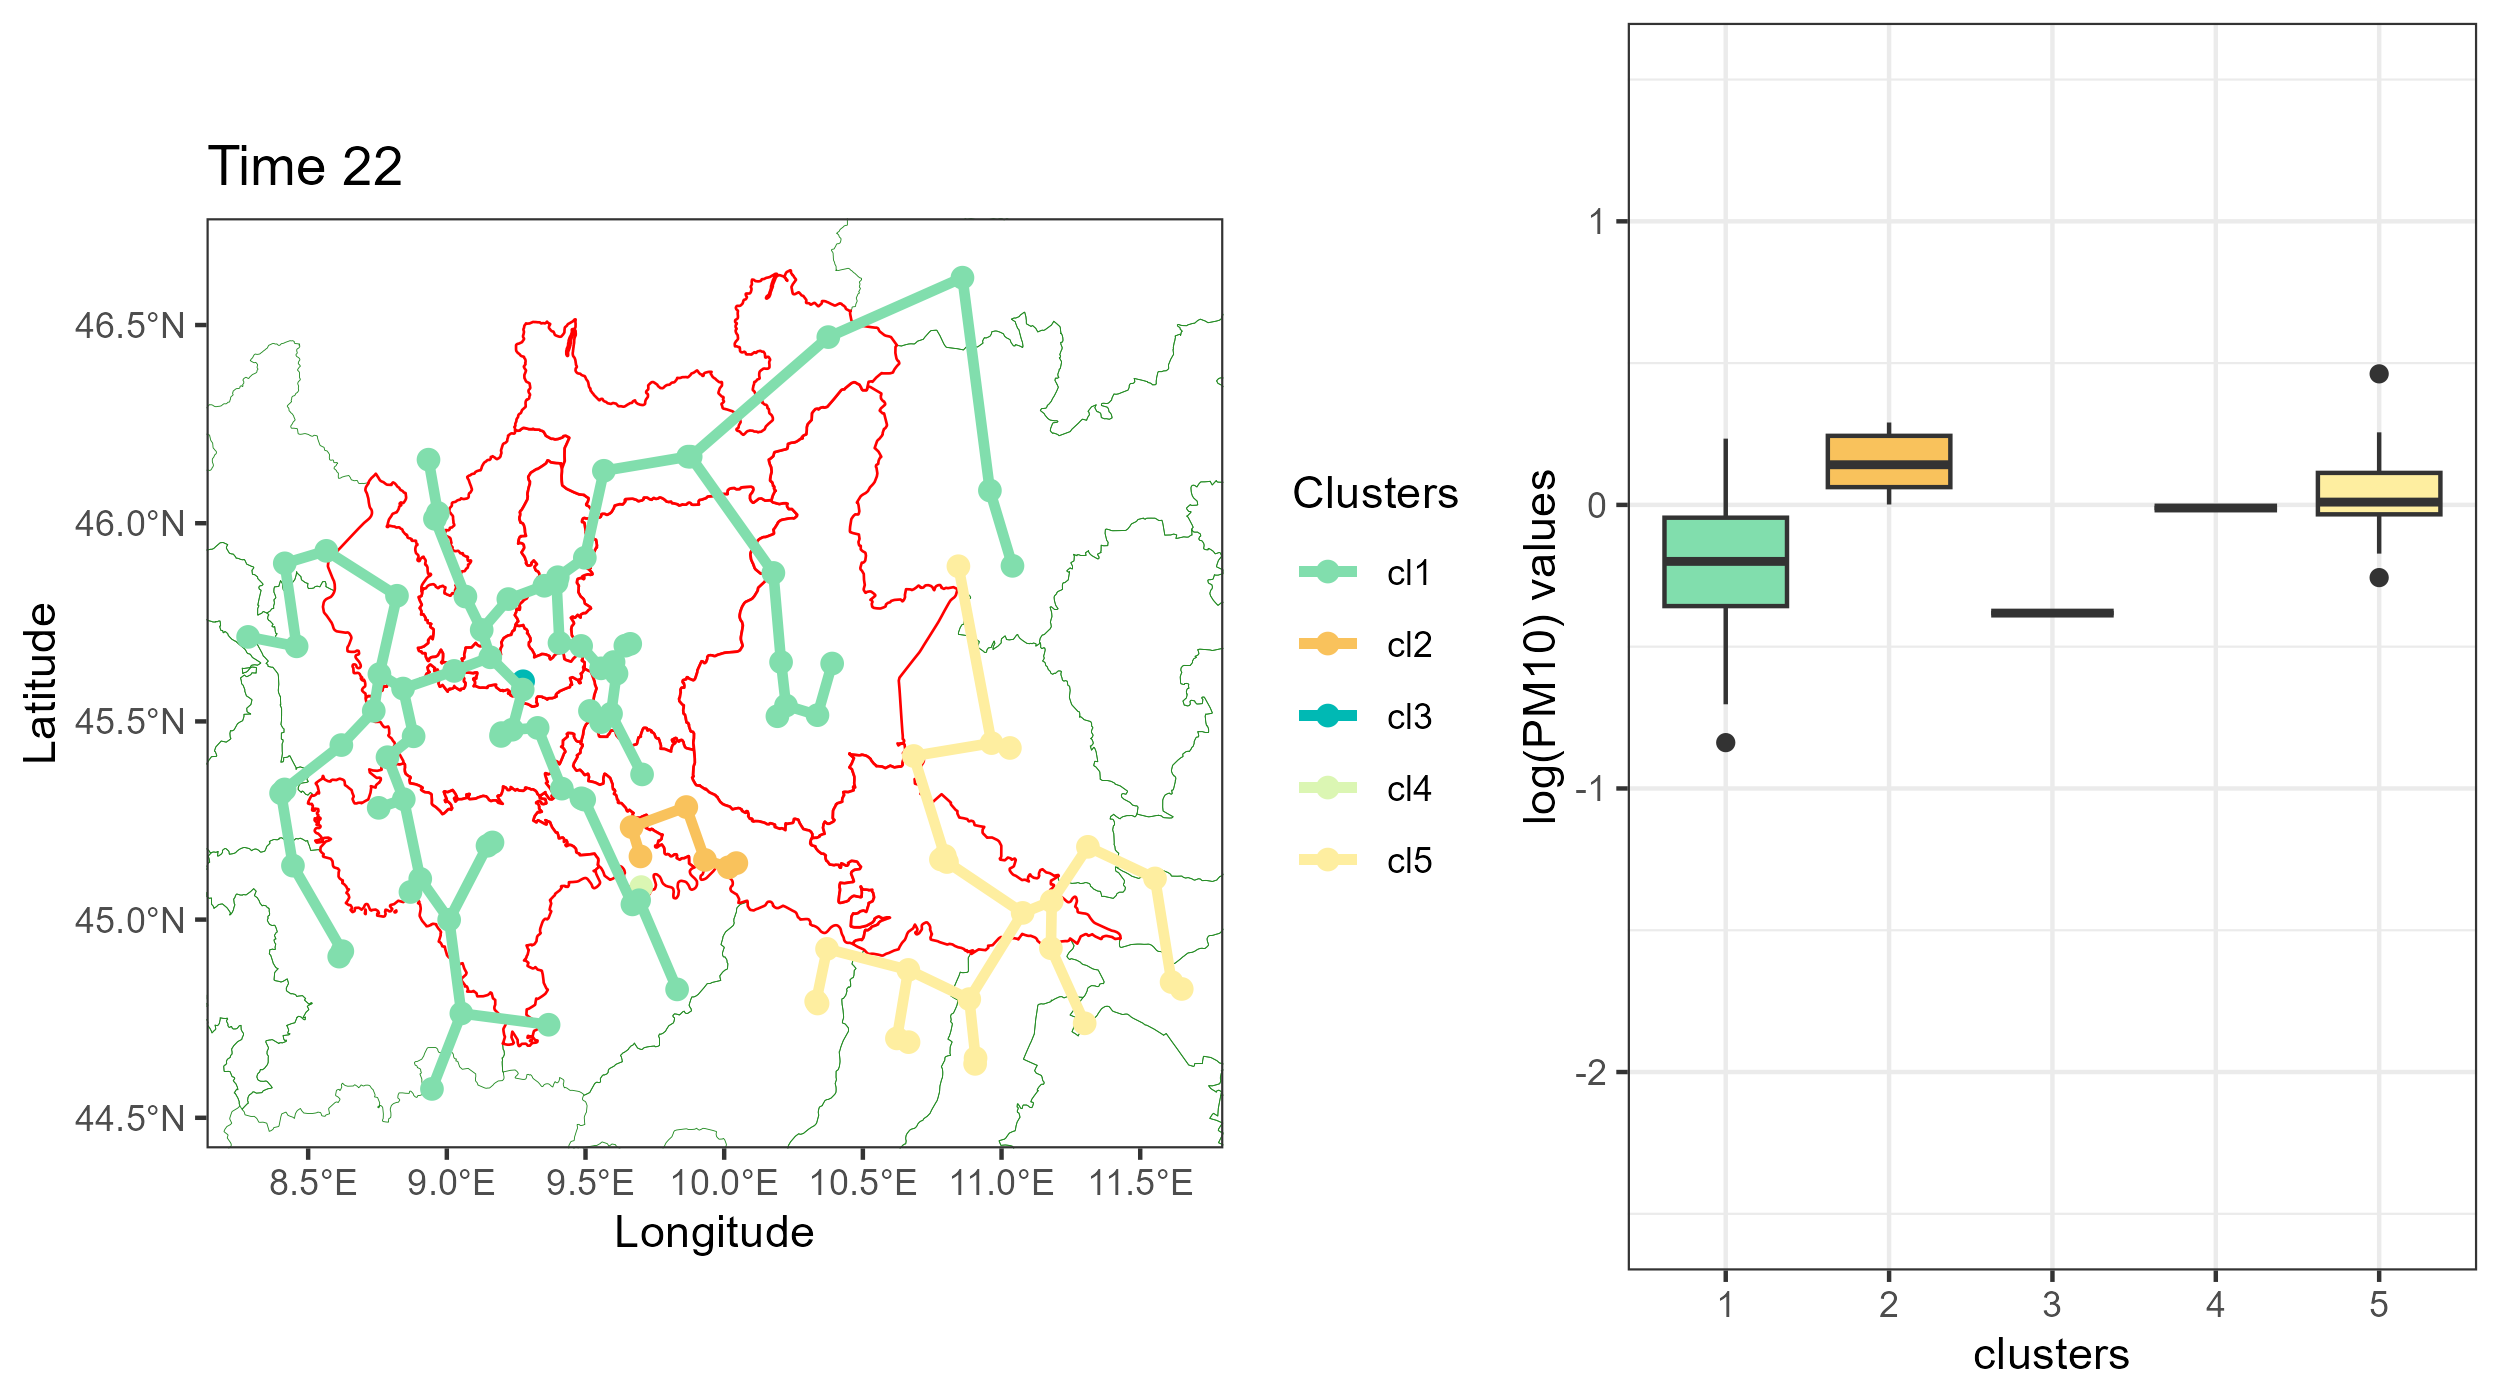 Time 22
46.5°N
46.0°N
45.5°N
45.0°N
44.5°N
Latitude
8.5°E 9.0°E 9.5°E 10.0°E 10.5°E 11.0°E 11.5°E
Longitude
Clusters
cl1
cl2
cl3
cl4
cl5
1
0
-1
-2
log(PM10) values
1 2 3 4 5
clusters